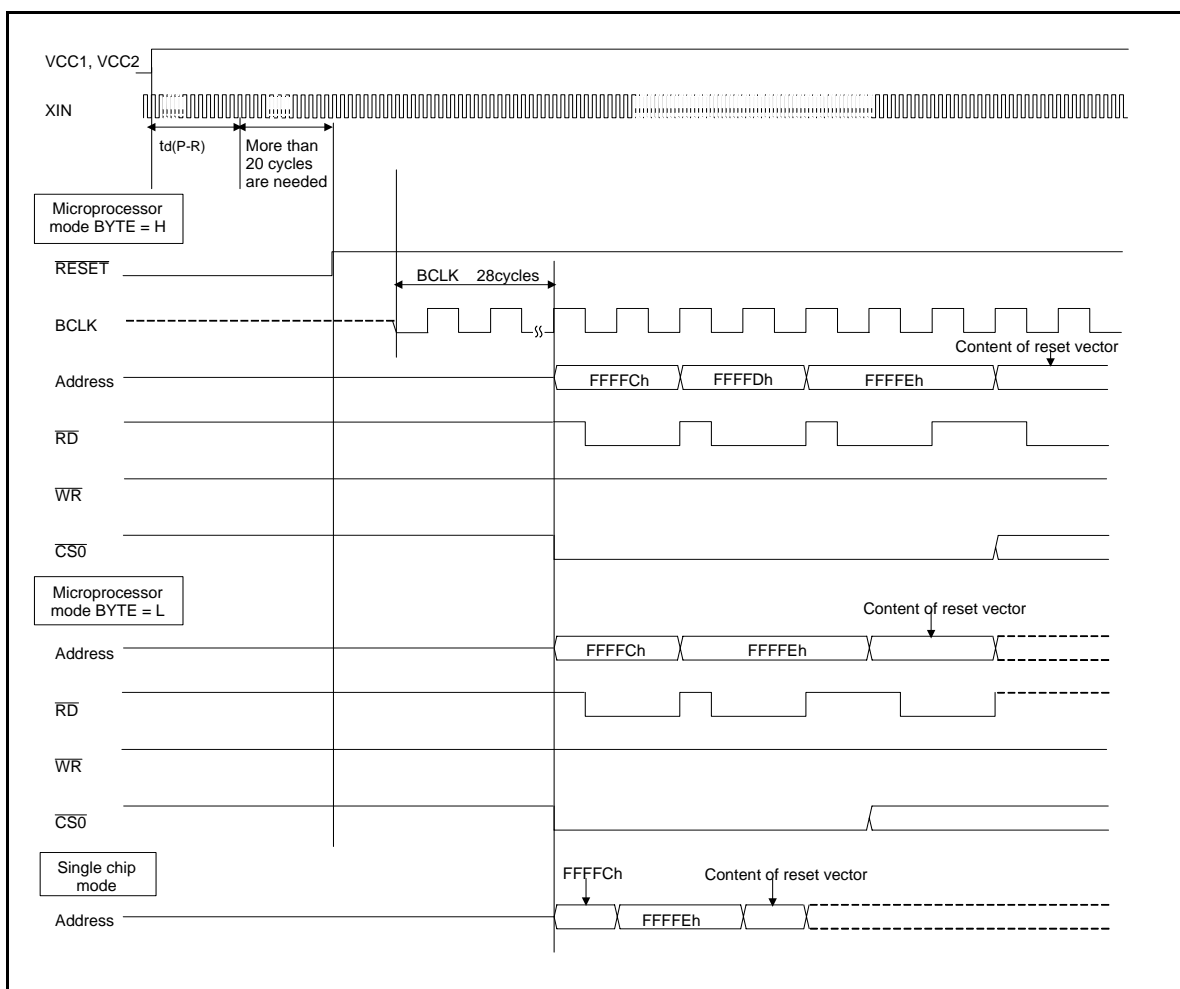 VCC1, VCC2
XIN
td(P-R)
More than
20 cycles
are needed
Microprocessor
mode BYTE = H
RESET
BCLK 28cycles
BCLK
Content of reset vector
Address
FFFFCh
FFFFDh
FFFFEh
RD
WR
CS0
Microprocessor
mode BYTE = L
Content of reset vector
Address
FFFFCh
FFFFEh
RD
WR
CS0
Single chip
mode
FFFFCh
Content of reset vector
Address
FFFFEh